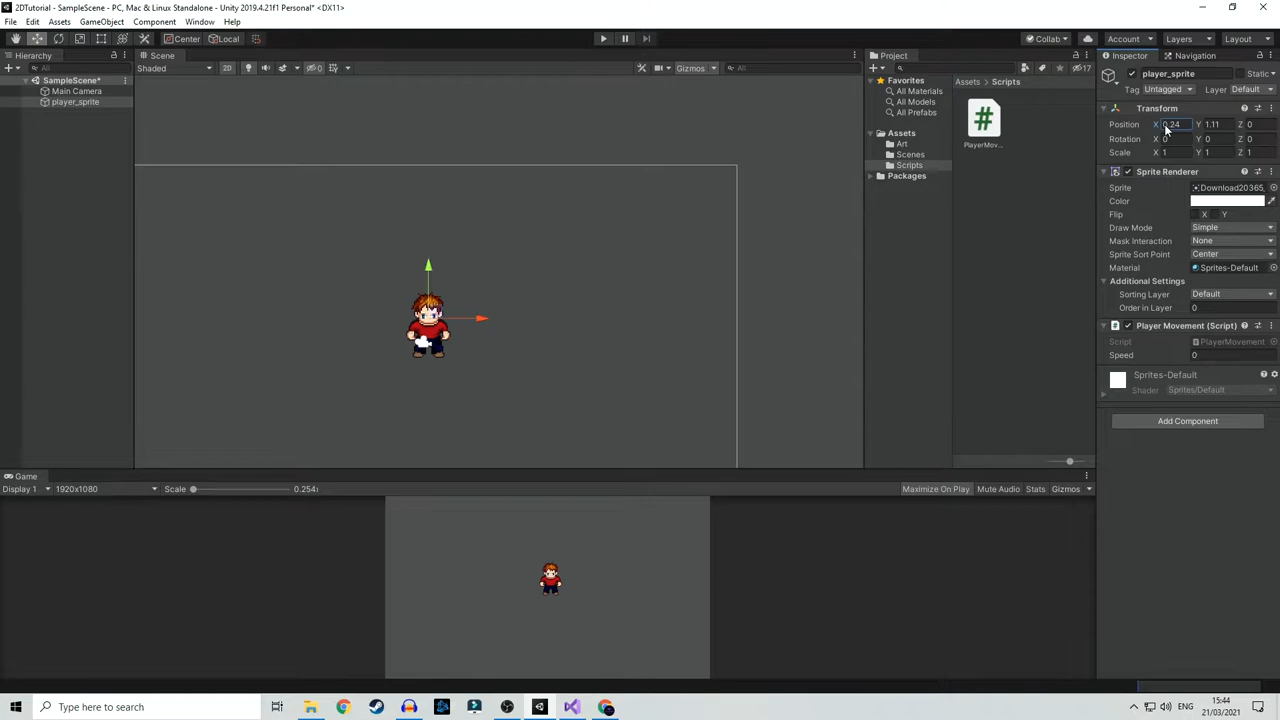 2DTutorial - SampleScene - PC, Mac & Linux Standalone - Unity 2019.4.21f1 Personal* <DX11>
File Edit Assets GameObject Component Window Help
Center Local Collab Account Layers Layout
Hierarchy
All
SampleScene*
Main Camera
player_sprite
Scene
Shaded 2D 0 Gizmos All
Project
17
Favorites
All Materials
All Models
All Prefabs
Assets
Art
Scenes
Scripts
Packages
Assets Scripts
#
PlayerMov...
Inspector Navigation
player_sprite Static
Tag Untagged Layer Default
Transform
Position X 0.24 Y 1.11 Z 0
Rotation X 0 Y 0 Z 0
Scale X 1 Y 1 Z 1
Sprite Renderer
Sprite Download20365_
Color
Flip X Y
Draw Mode Simple
Mask Interaction None
Sprite Sort Point Center
Material Sprites-Default
Additional Settings
Sorting Layer Default
Order in Layer 0
# Player Movement (Script)
Script PlayerMovement
Speed 0
Sprites-Default
Shader Sprites/Default
Add Component
Game
Display 1 1920x1080 Scale 0.254: Maximize On Play Mute Audio Stats Gizmos
Type here to search
ENG
15:44
21/03/2021